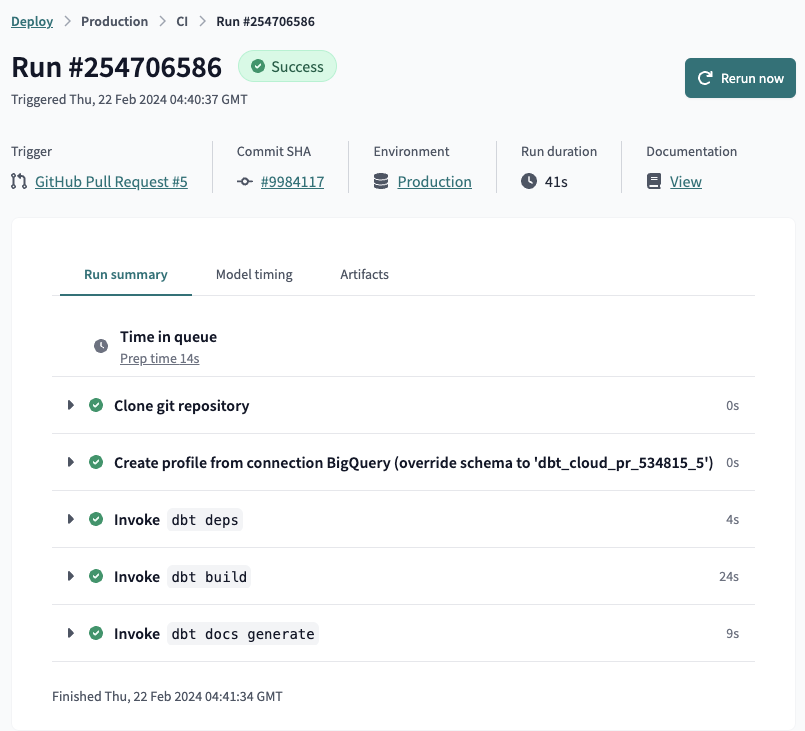 Deploy > Production > CI > Run #254706586
Run #254706586 Success
Rerun now
Triggered Thu, 22 Feb 2024 04:40:37 GMT
Trigger Commit SHA Environment Run duration Documentation
GitHub Pull Request #5 #9984117 Production 41s View
Run summary Model timing Artifacts
Time in queue
Prep time 14s
Clone git repository 0s
Create profile from connection BigQuery (override schema to 'dbt_cloud_pr_534815_5') 0s
Invoke dbt deps 4s
Invoke dbt build 24s
Invoke dbt docs generate 9s
Finished Thu, 22 Feb 2024 04:41:34 GMT